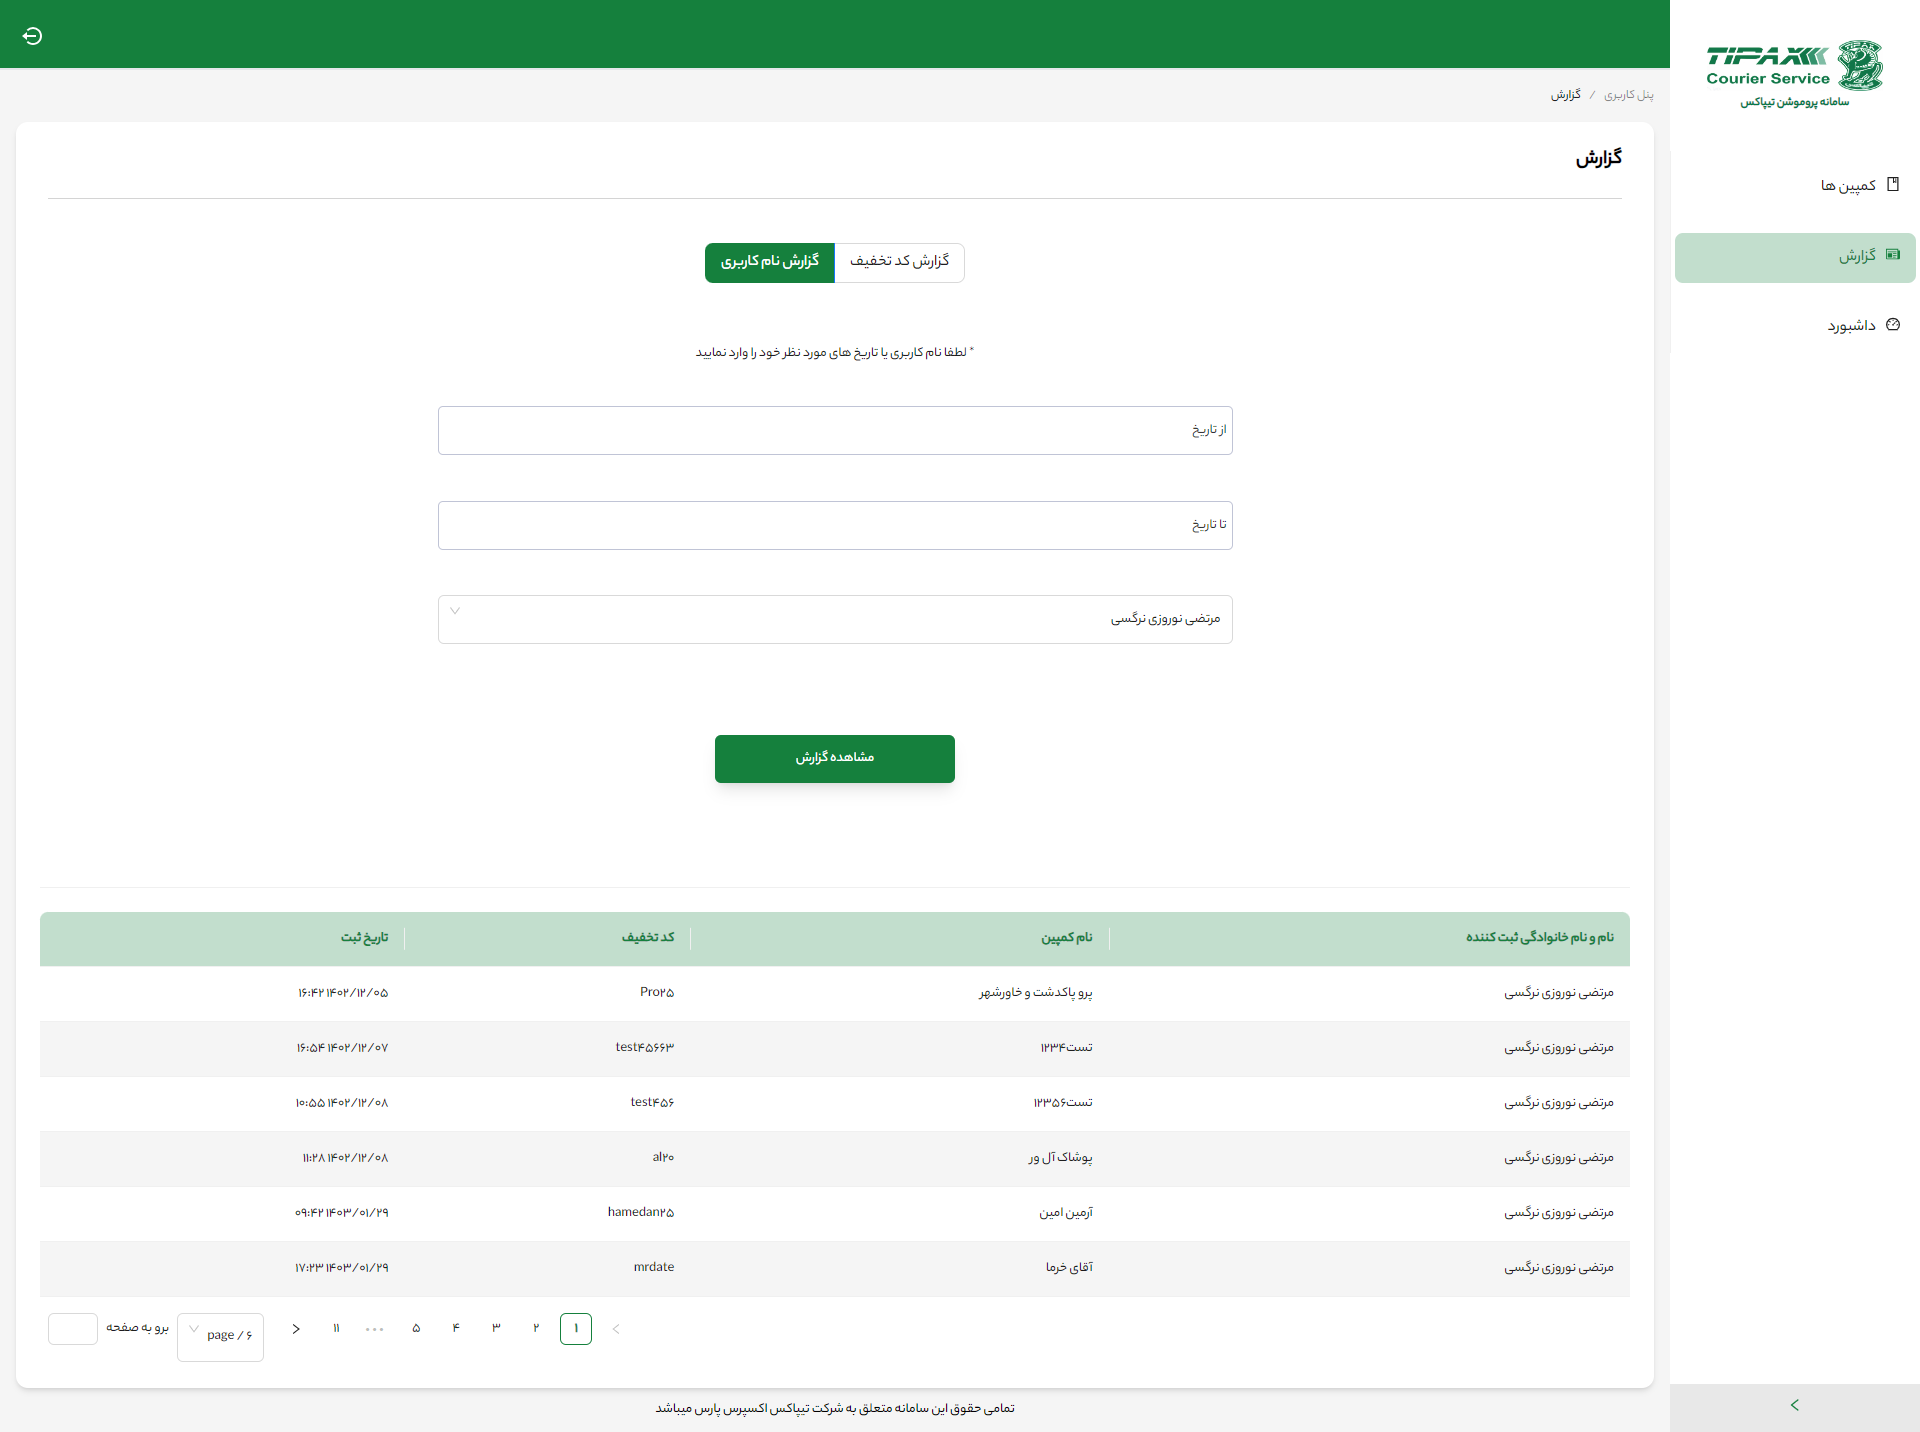 TIPAX
Courier Service
سامانه پروموشن تیپاکس
کمپین ها
گزارش
داشبورد
پنل کاربری / گزارش
گزارش
گزارش کد تخفیف
گزارش نام کاربری
* لطفا نام کاربری یا تاریخ های مورد نظر خود را وارد نمایید
از تاریخ
تا تاریخ
مرتضی نوروزی نرگسی
مشاهده گزارش
نام و نام خانوادگی ثبت کننده	نام کمپین	کد تخفیف	تاریخ ثبت
مرتضی نوروزی نرگسی	پرو پاکدشت و خاورشهر	Pro۲۵	۱۴۰۲/۱۲/۰۵ ۱۶:۴۲
مرتضی نوروزی نرگسی	تست۱۲۳۴	test۴۵۶۶۳	۱۴۰۲/۱۲/۰۷ ۱۶:۵۴
مرتضی نوروزی نرگسی	تست۱۲۳۵۶	test۴۵۶	۱۴۰۲/۱۲/۰۸ ۱۰:۵۵
مرتضی نوروزی نرگسی	پوشاک آل ور	al۲۰	۱۴۰۲/۱۲/۰۸ ۱۱:۲۸
مرتضی نوروزی نرگسی	آرمین امین	hamedan۲۵	۱۴۰۳/۰۱/۲۹ ۰۹:۴۲
مرتضی نوروزی نرگسی	آقای خرما	mrdate	۱۴۰۳/۰۱/۲۹ ۱۷:۲۳
۱ ۲ ۳ ۴ ۵ ••• ۱۱ ۶ / page برو به صفحه
تمامی حقوق این سامانه متعلق به شرکت تیپاکس اکسپرس پارس میباشد